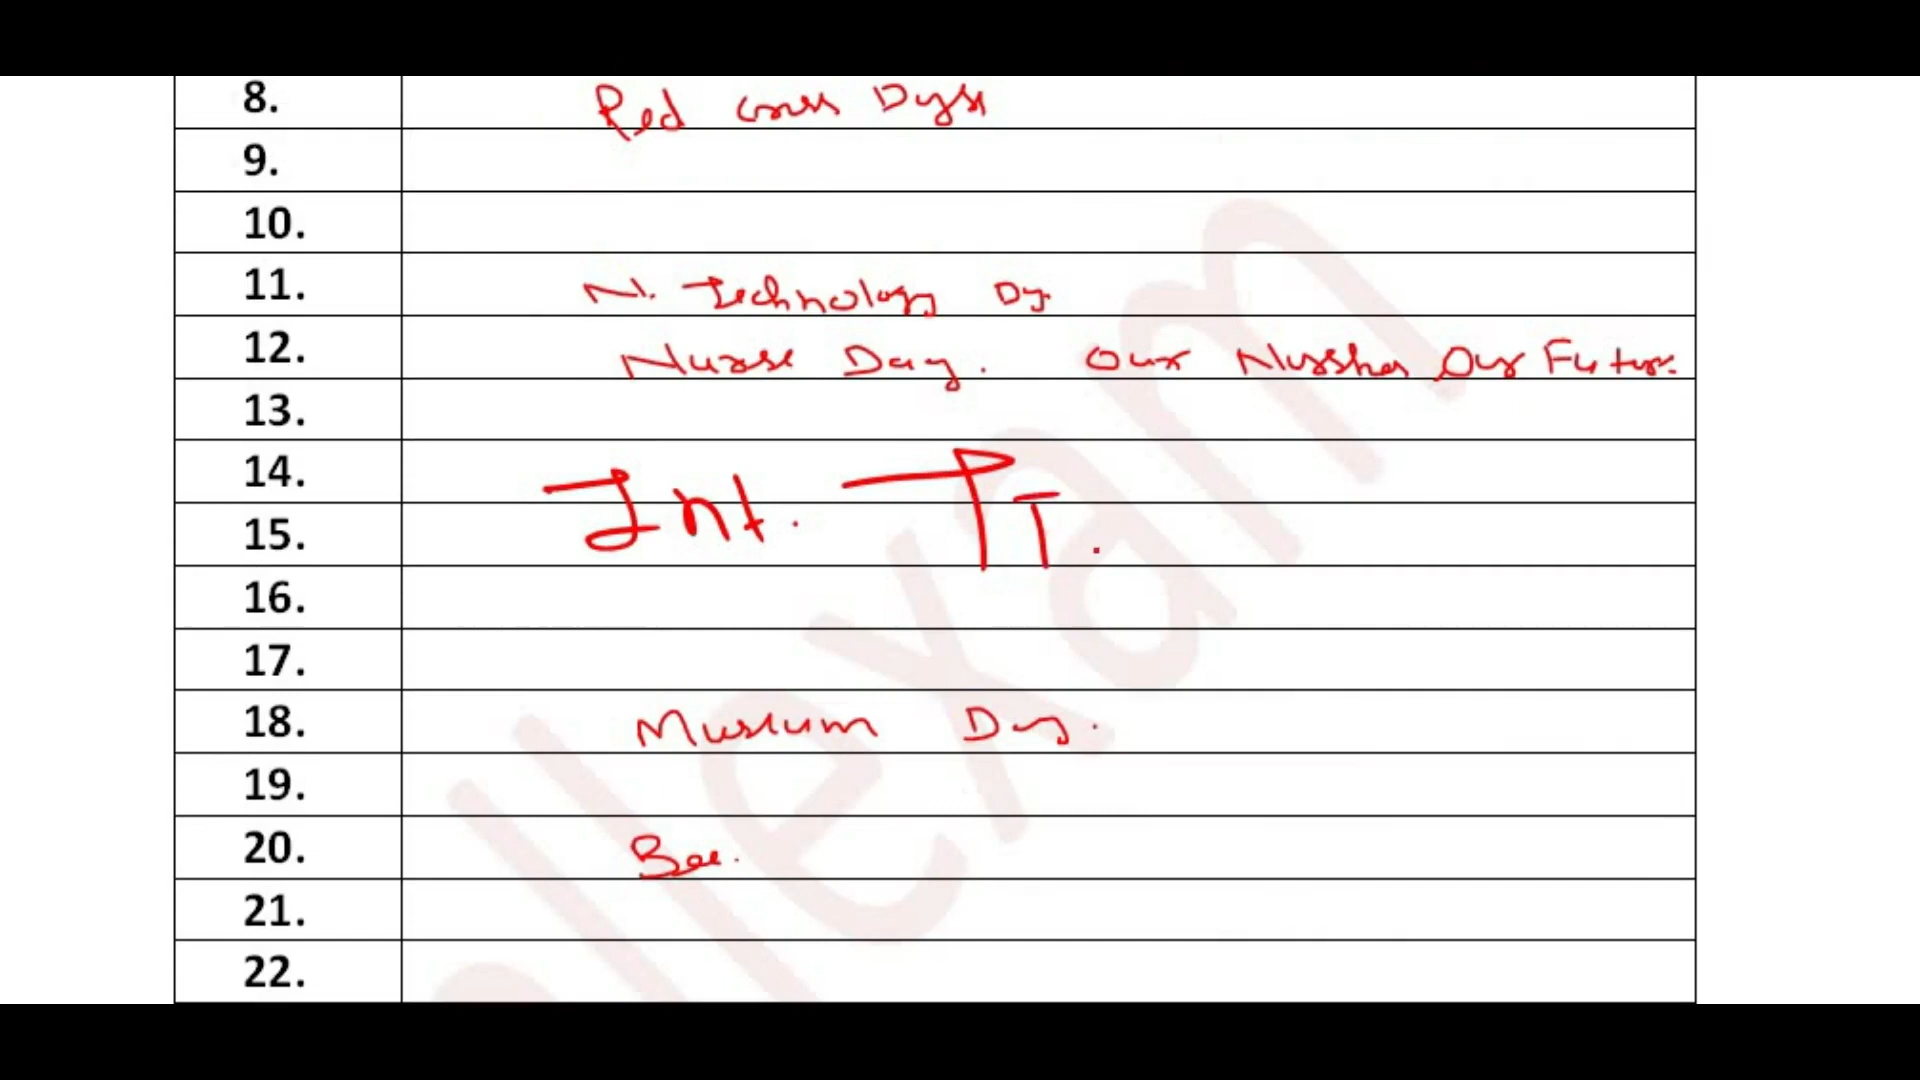 8. Red cross Day
9.
10.
11. N. Technology Dy.
12. Nurse Day. Our Nurses Our Future.
13.
14.
15. Int.
16.
17.
18. Museum Day.
19.
20. Bee.
21.
22.